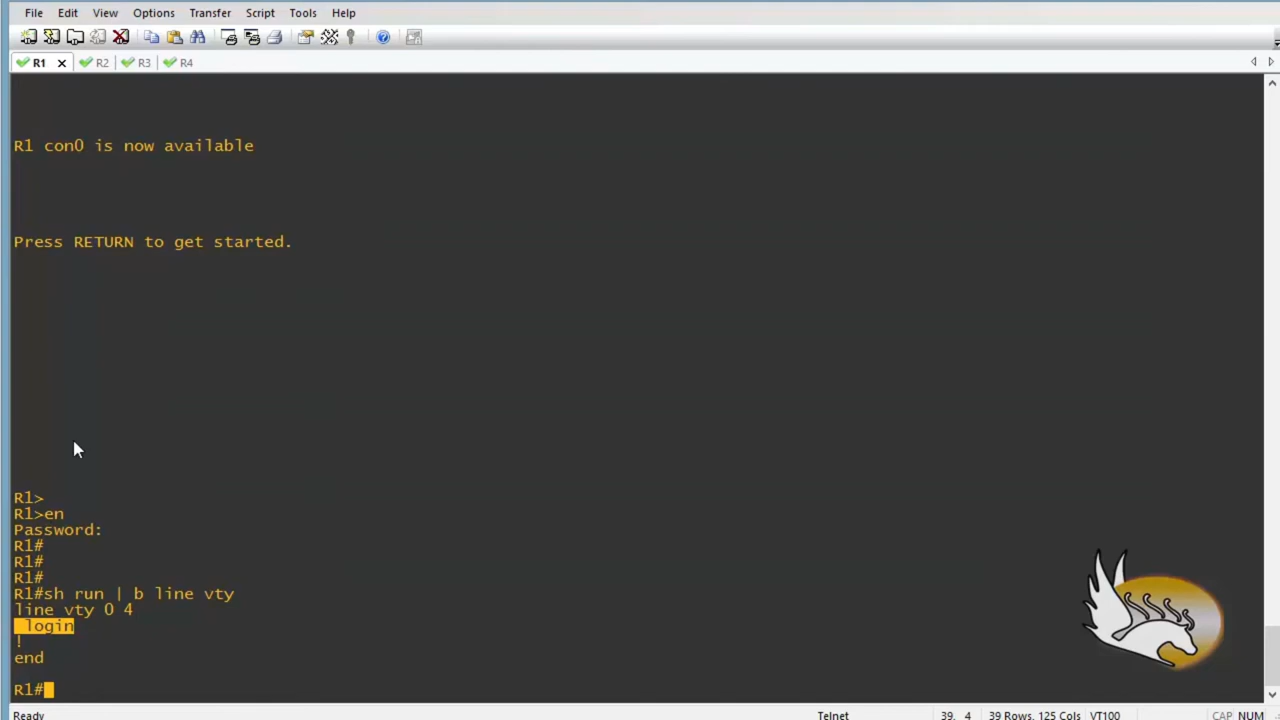 File Edit View Options Transfer Script Tools Help
R1 R2 R3 R4
R1 con0 is now available
Press RETURN to get started.
R1>
R1>en
Password:
R1#
R1#
R1#
R1#sh run | b line vty
line vty 0 4
 login
!
end
R1#
Ready Telnet 39, 4 39 Rows, 125 Cols VT100 CAP NUM